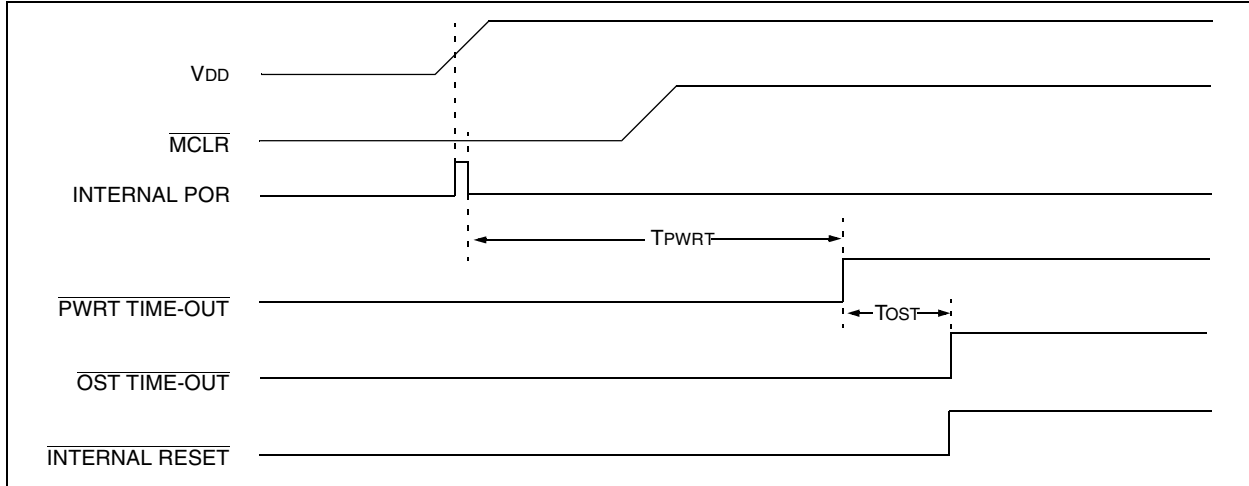 VDD
MCLR
INTERNAL POR
TPWRT
PWRT TIME-OUT
TOST
OST TIME-OUT
INTERNAL RESET